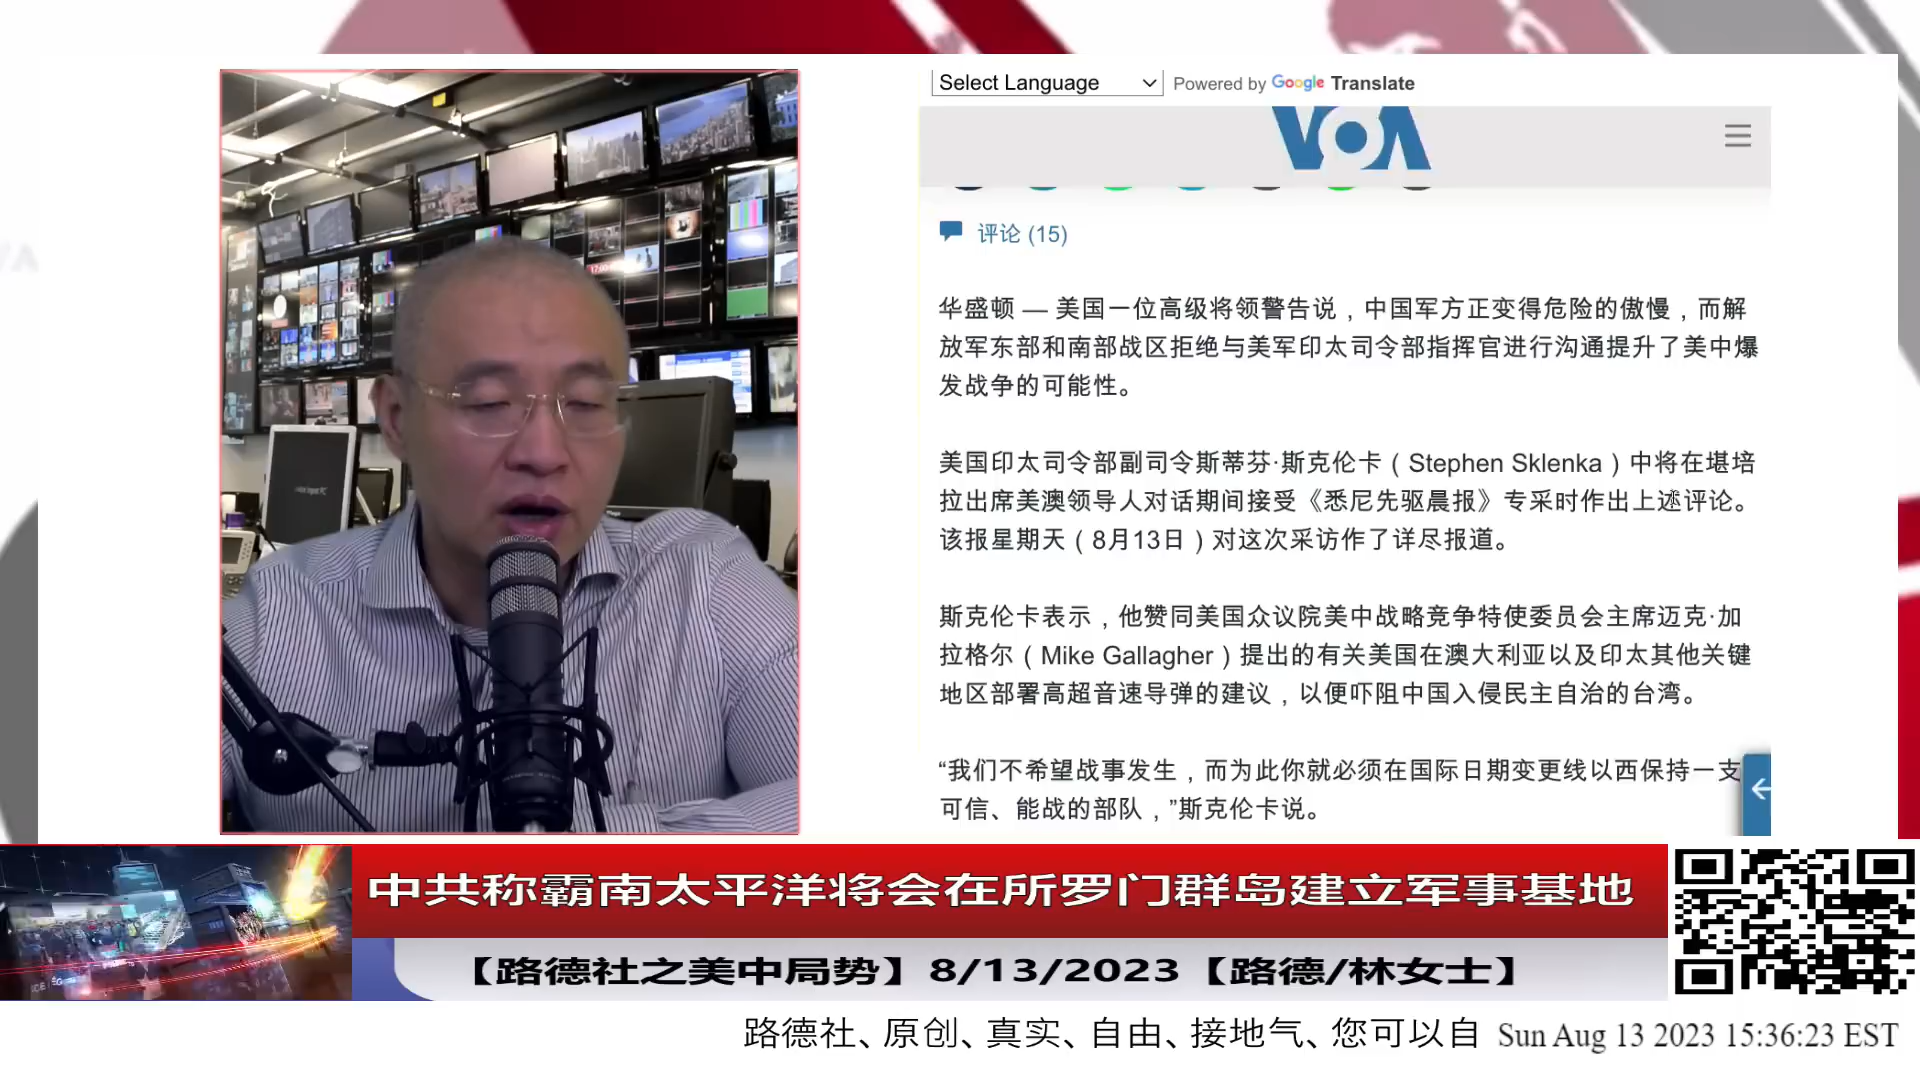 Select Language
Powered by Google Translate
VOA
评论 (15)
华盛顿 — 美国一位高级将领警告说，中国军方正变得危险的傲慢，而解
放军东部和南部战区拒绝与美军印太司令部指挥官进行沟通提升了美中爆
发战争的可能性。
美国印太司令部副司令斯蒂芬·斯克伦卡（Stephen Sklenka）中将在堪培
拉出席美澳领导人对话期间接受《悉尼先驱晨报》专采时作出上述评论。
该报星期天（8月13日）对这次采访作了详尽报道。
斯克伦卡表示，他赞同美国众议院美中战略竞争特使委员会主席迈克·加
拉格尔（Mike Gallagher）提出的有关美国在澳大利亚以及印太其他关键
地区部署高超音速导弹的建议，以便吓阻中国入侵民主自治的台湾。
“我们不希望战事发生，而为此你就必须在国际日期变更线以西保持一支
可信、能战的部队，”斯克伦卡说。
中共称霸南太平洋将会在所罗门群岛建立军事基地
【路德社之美中局势】8/13/2023【路德/林女士】
路德社、原创、真实、自由、接地气、您可以自
Sun Aug 13 2023 15:36:23 EST